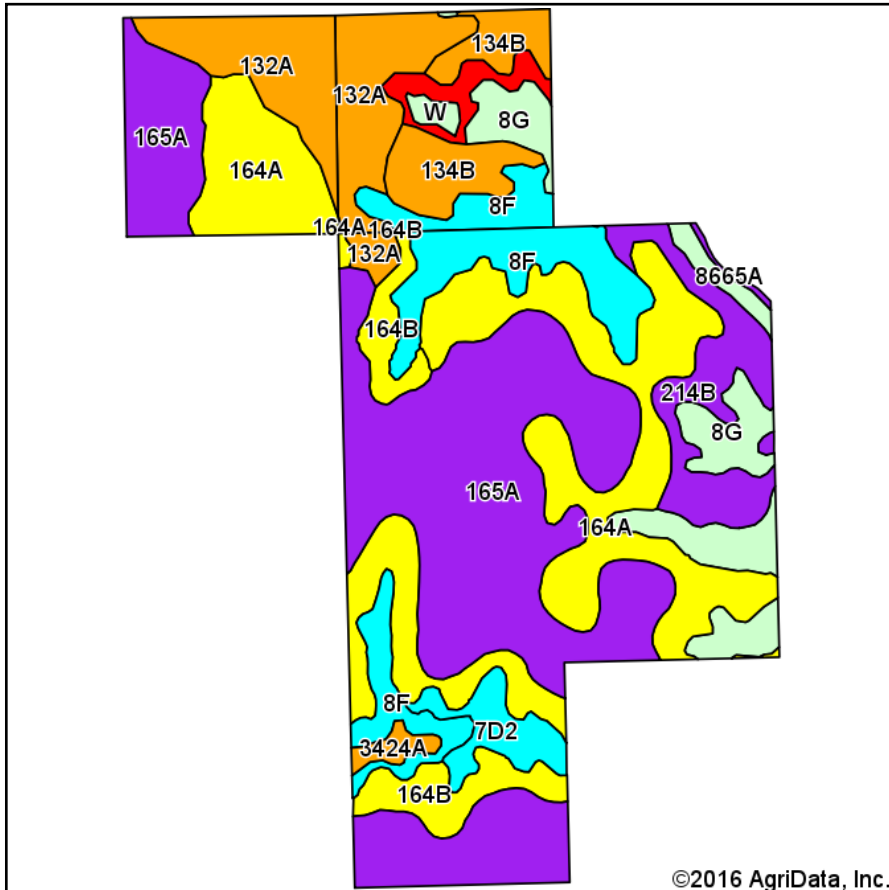 134B
132A
132A
W
8G
165A
164A
134B
8F
164A
164B
132A
8F
8665A
164B
214B
8G
165A
164A
8F
7D2
3424A
164B
©2016 AgriData, Inc.